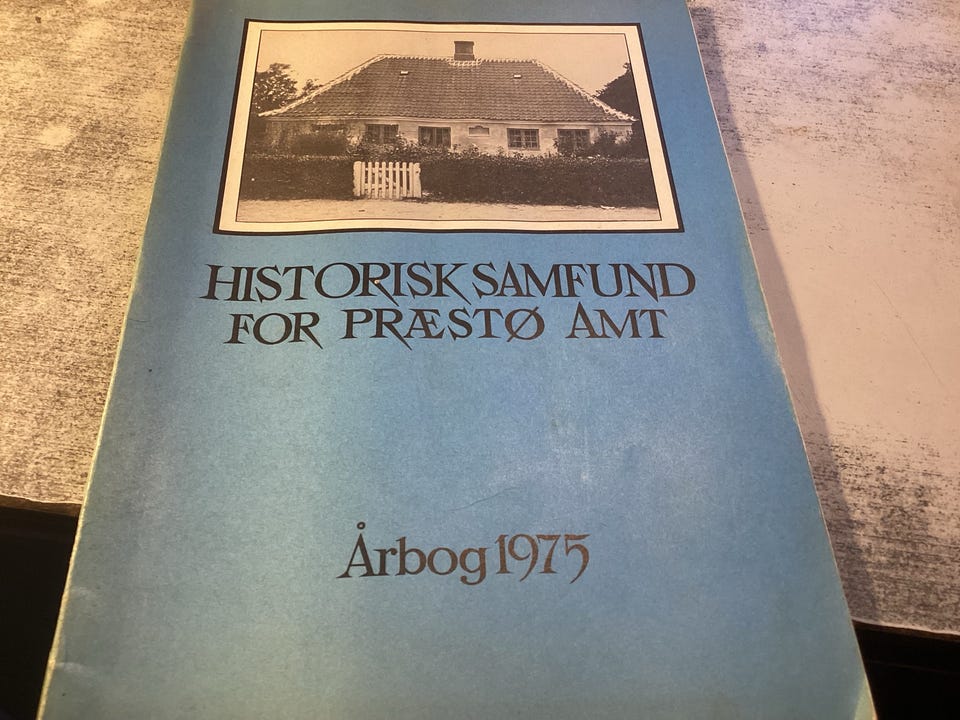 HISTORISK SAMFUND
FOR PRÆSTØ AMT
Årbog 1975